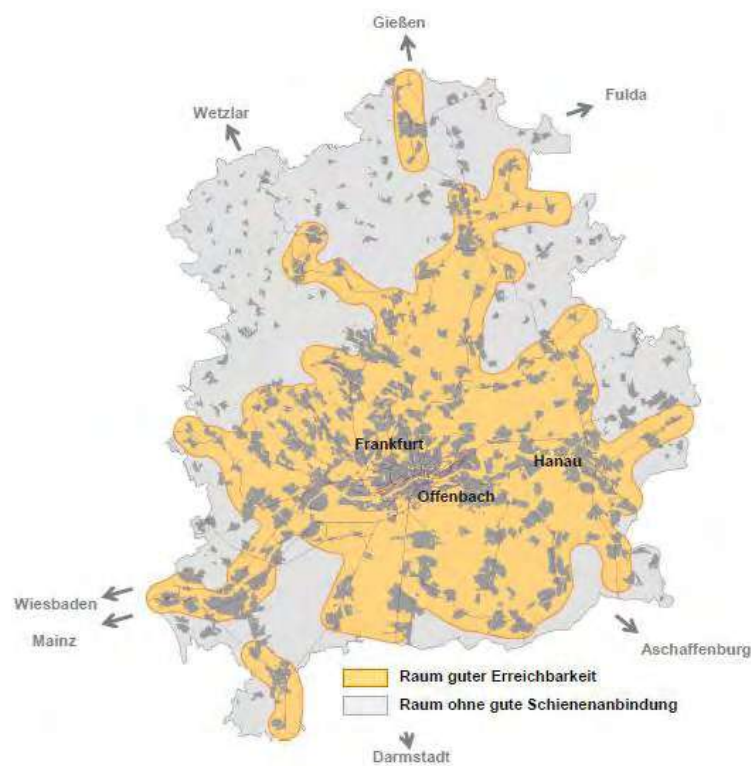 Gießen
Fulda
Wetzlar
Frankfurt
Hanau
Offenbach
Wiesbaden
Mainz
Aschaffenburg
Raum guter Erreichbarkeit
Raum ohne gute Schienenanbindung
Darmstadt